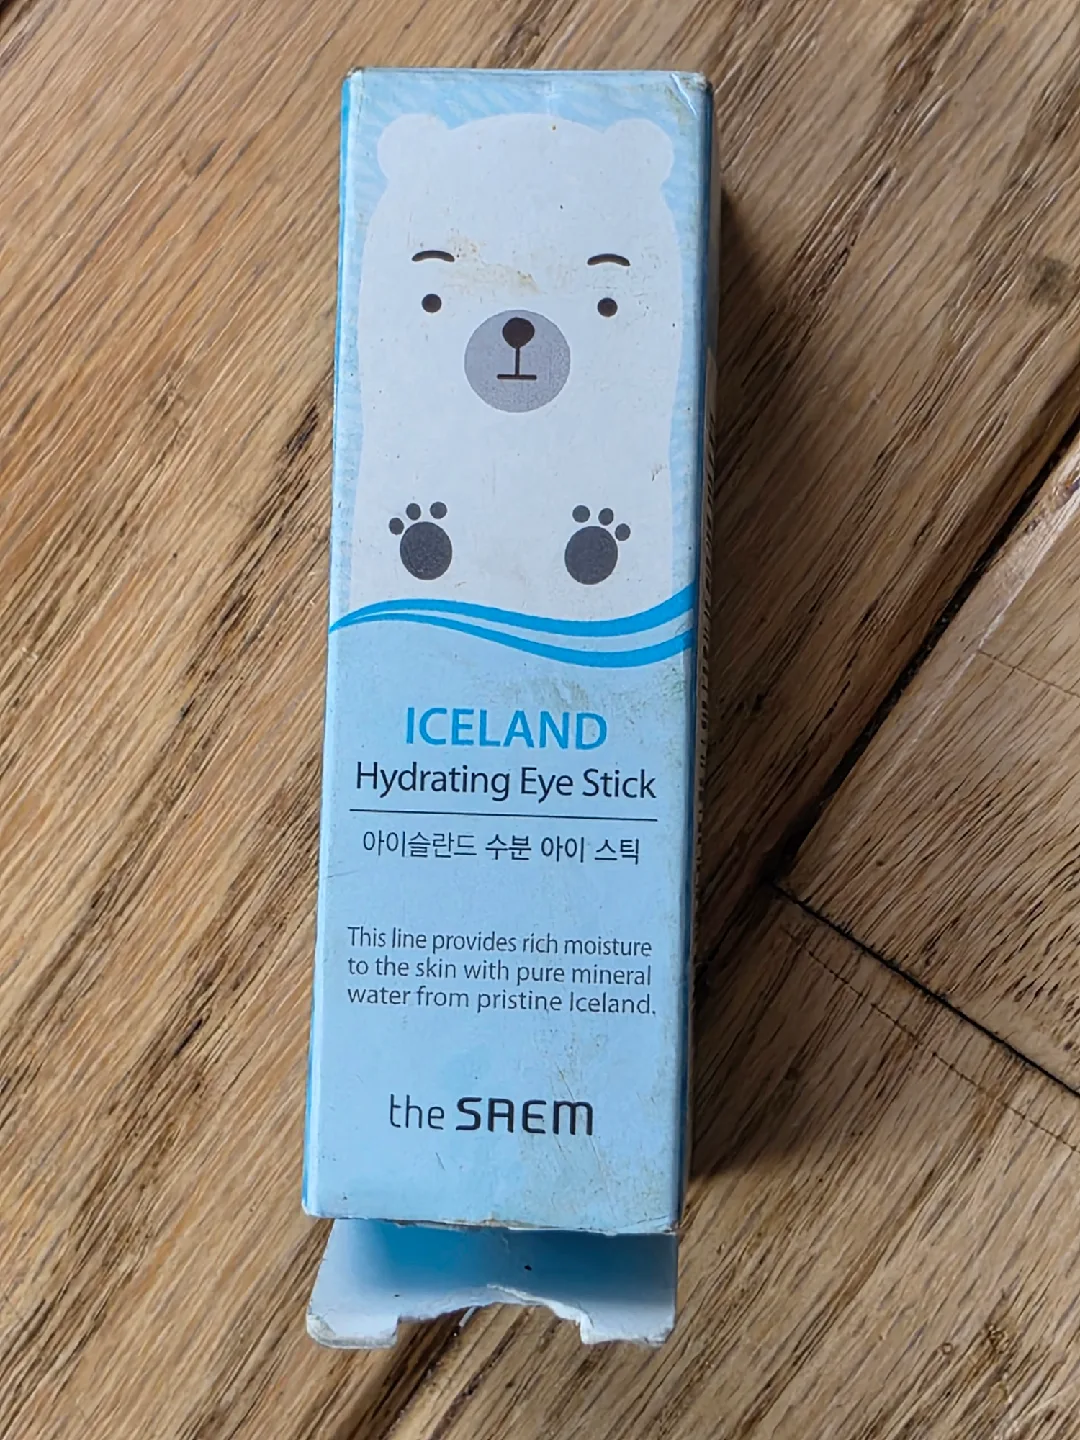 ICELAND
Hydrating Eye Stick
아이슬란드 수분 아이 스틱
This line provides rich moisture
to the skin with pure mineral
water from pristine Iceland.
the SAEM